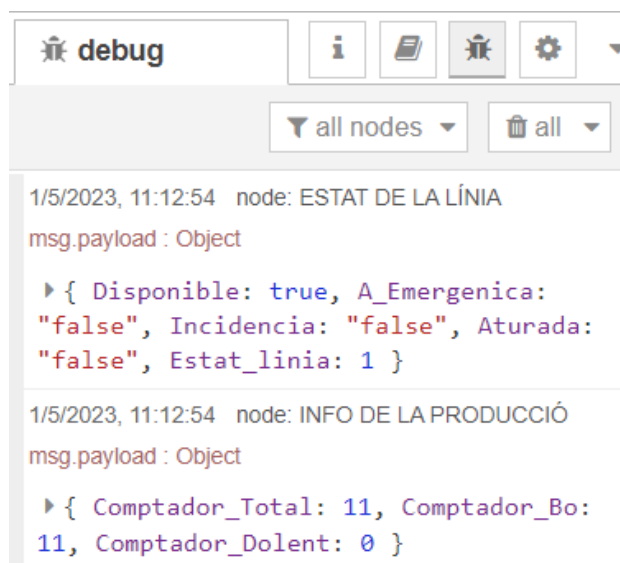 debug
all nodes
all
1/5/2023, 11:12:54 node: ESTAT DE LA LÍNIA
msg.payload : Object
{ Disponible: true, A_Emergenica:
"false", Incidencia: "false", Aturada:
"false", Estat_linia: 1 }
1/5/2023, 11:12:54 node: INFO DE LA PRODUCCIÓ
msg.payload : Object
{ Comptador_Total: 11, Comptador_Bo:
11, Comptador_Dolent: 0 }